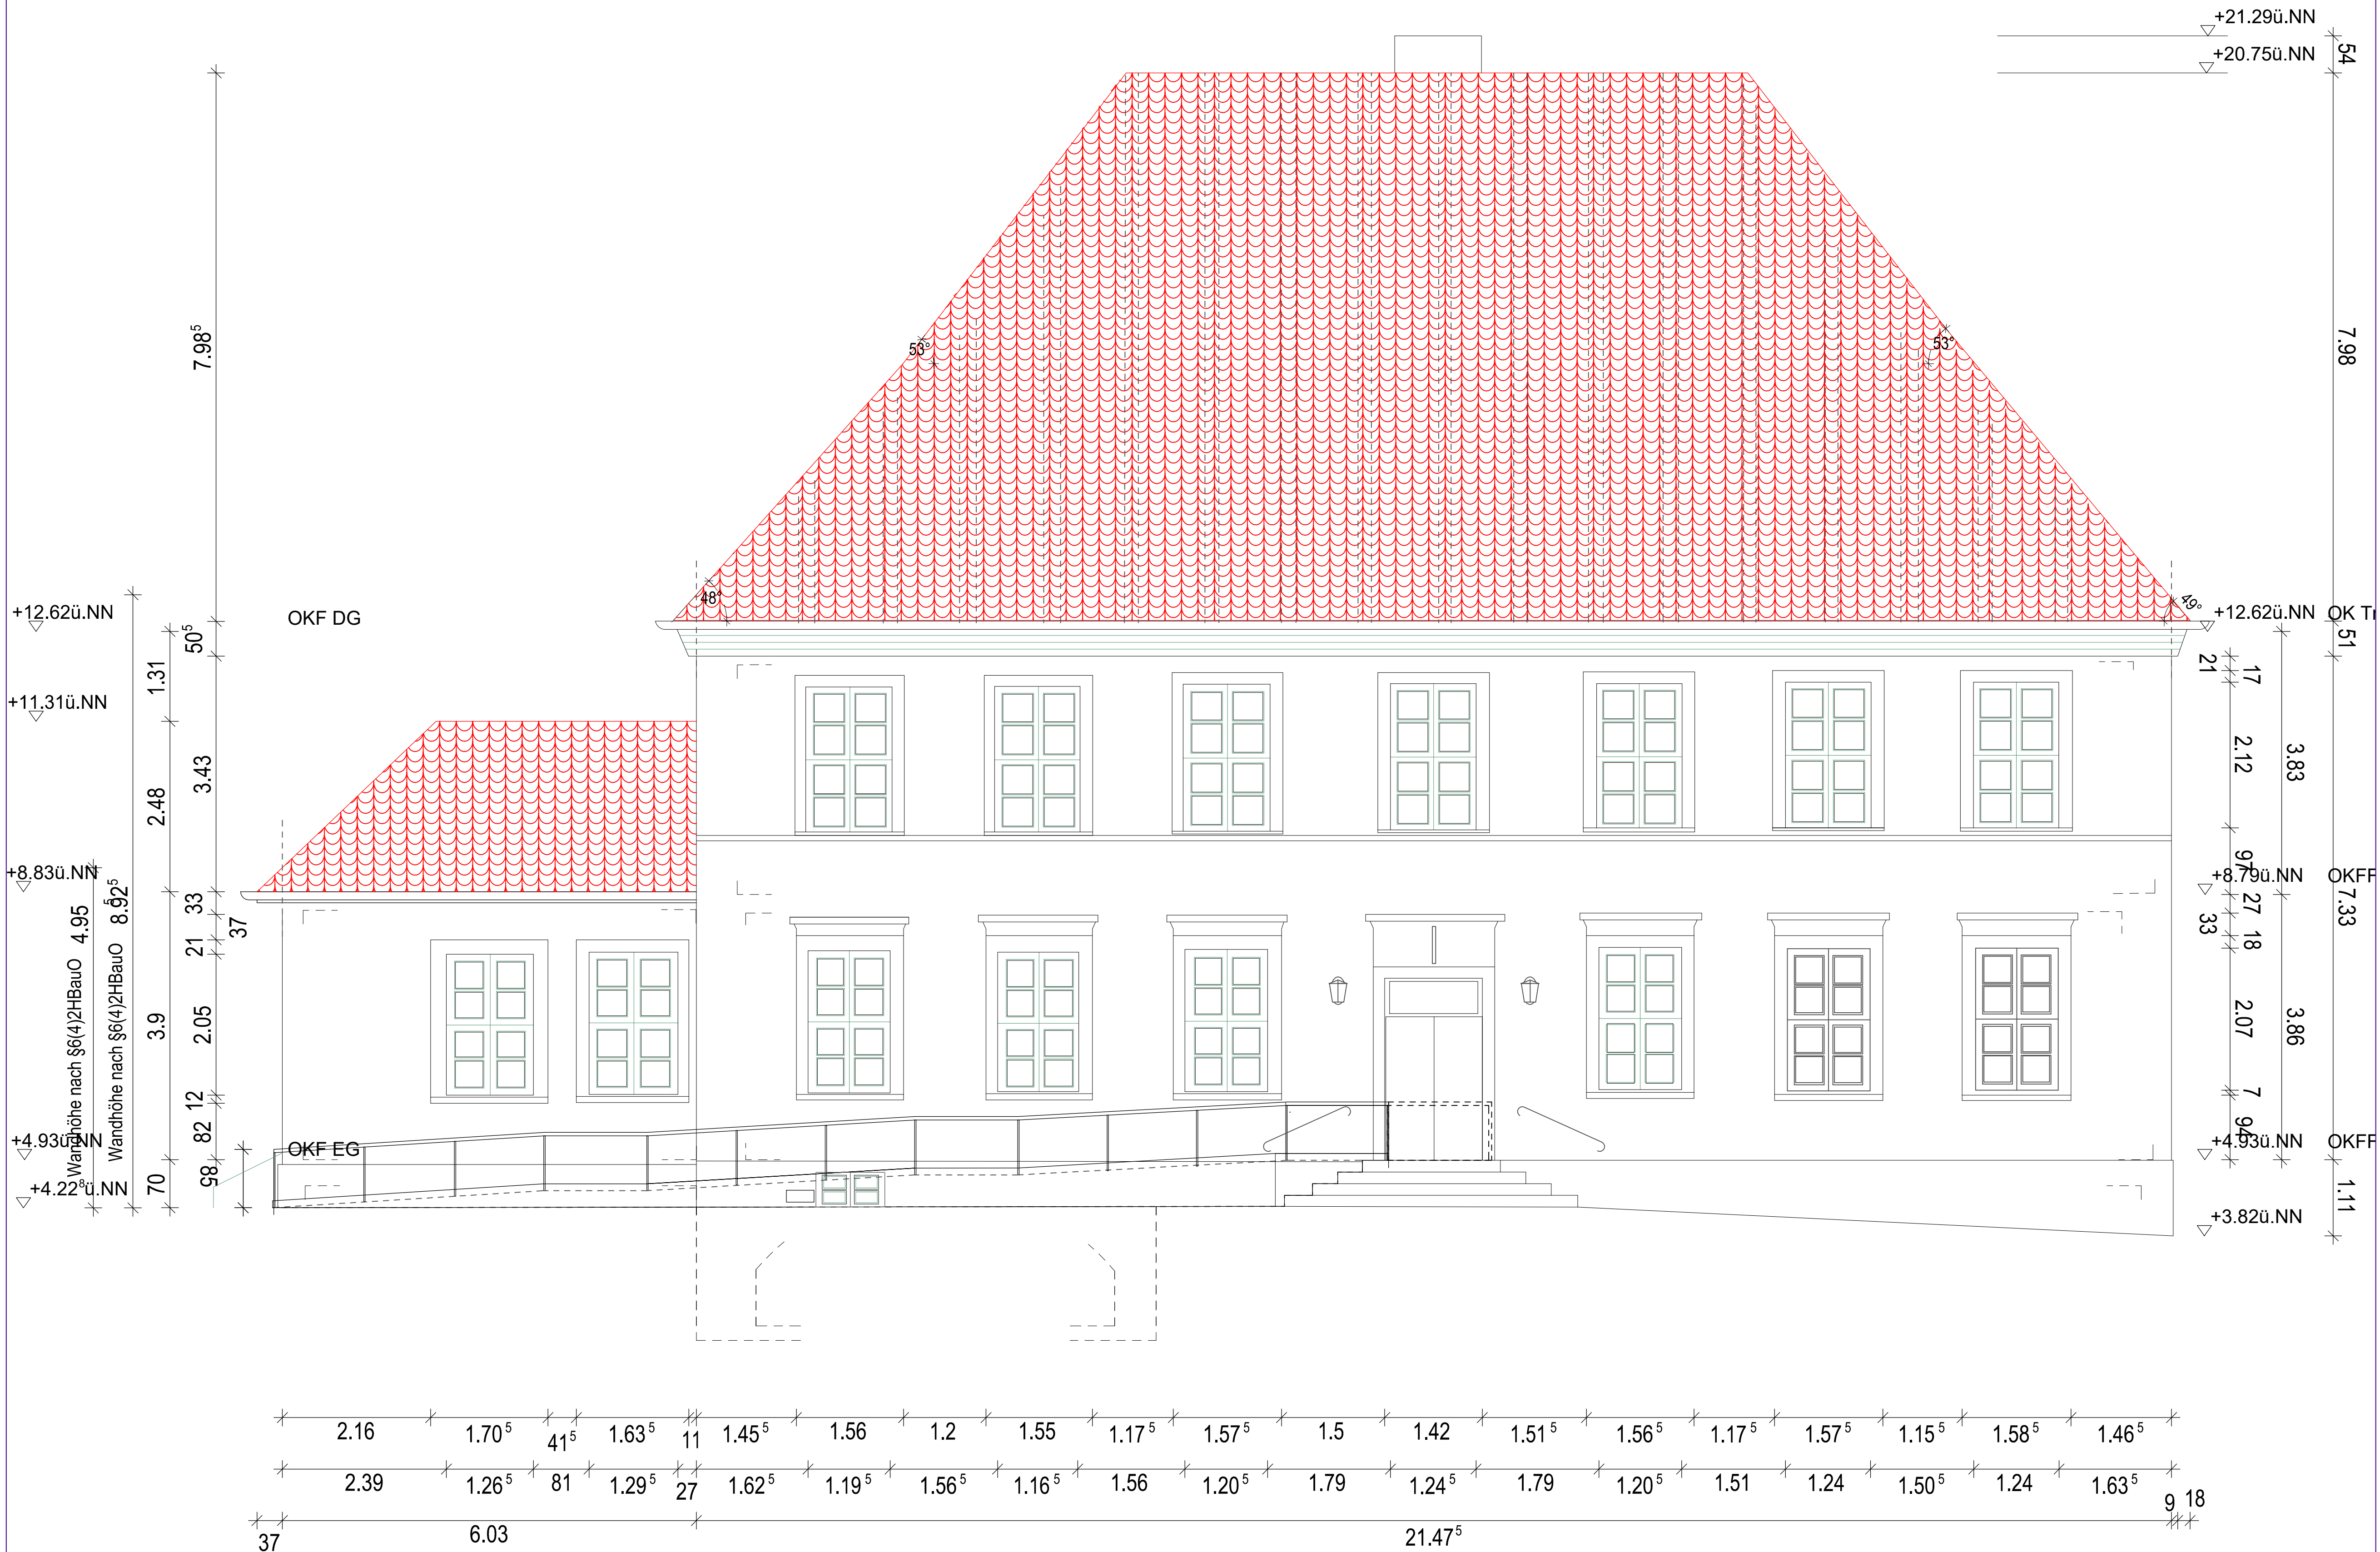 +21.29ü.NN
54
+20.75ü.NN
7.98⁵
7.98
53°
53°
48°
49°
+12.62ü.NN
OKF DG
+12.62ü.NN
50⁵
51
1.31
21
17
+11.31ü.NN
3.43
2.12
3.83
2.48
97
+8.83ü.NN
+8.79ü.NN
OKFF
7.33
33
37
27
33
21
18
Wandhöhe nach §6(4)2HBauO 4.95
Wandhöhe nach §6(4)2HBauO 8.92⁵
5
3.9
2.05
2.07
3.86
12
7
82
94
+4.93ü.NN
OKF EG
+4.93ü.NN
OKFF
70
98
5
+4.22⁸ü.NN
1.11
+3.82ü.NN
2.16 1.70⁵ 41⁵ 1.63⁵ 11 1.45⁵ 1.56 1.2 1.55 1.17⁵ 1.57⁵ 1.5 1.42 1.51⁵ 1.56⁵ 1.17⁵ 1.57⁵ 1.15⁵ 1.58⁵ 1.46⁵
2.39 1.26⁵ 81 1.29⁵ 27 1.62⁵ 1.19⁵ 1.56⁵ 1.16⁵ 1.56 1.20⁵ 1.79 1.24⁵ 1.79 1.20⁵ 1.51 1.24 1.50⁵ 1.24 1.63⁵
37 6.03 21.47⁵ 9 18